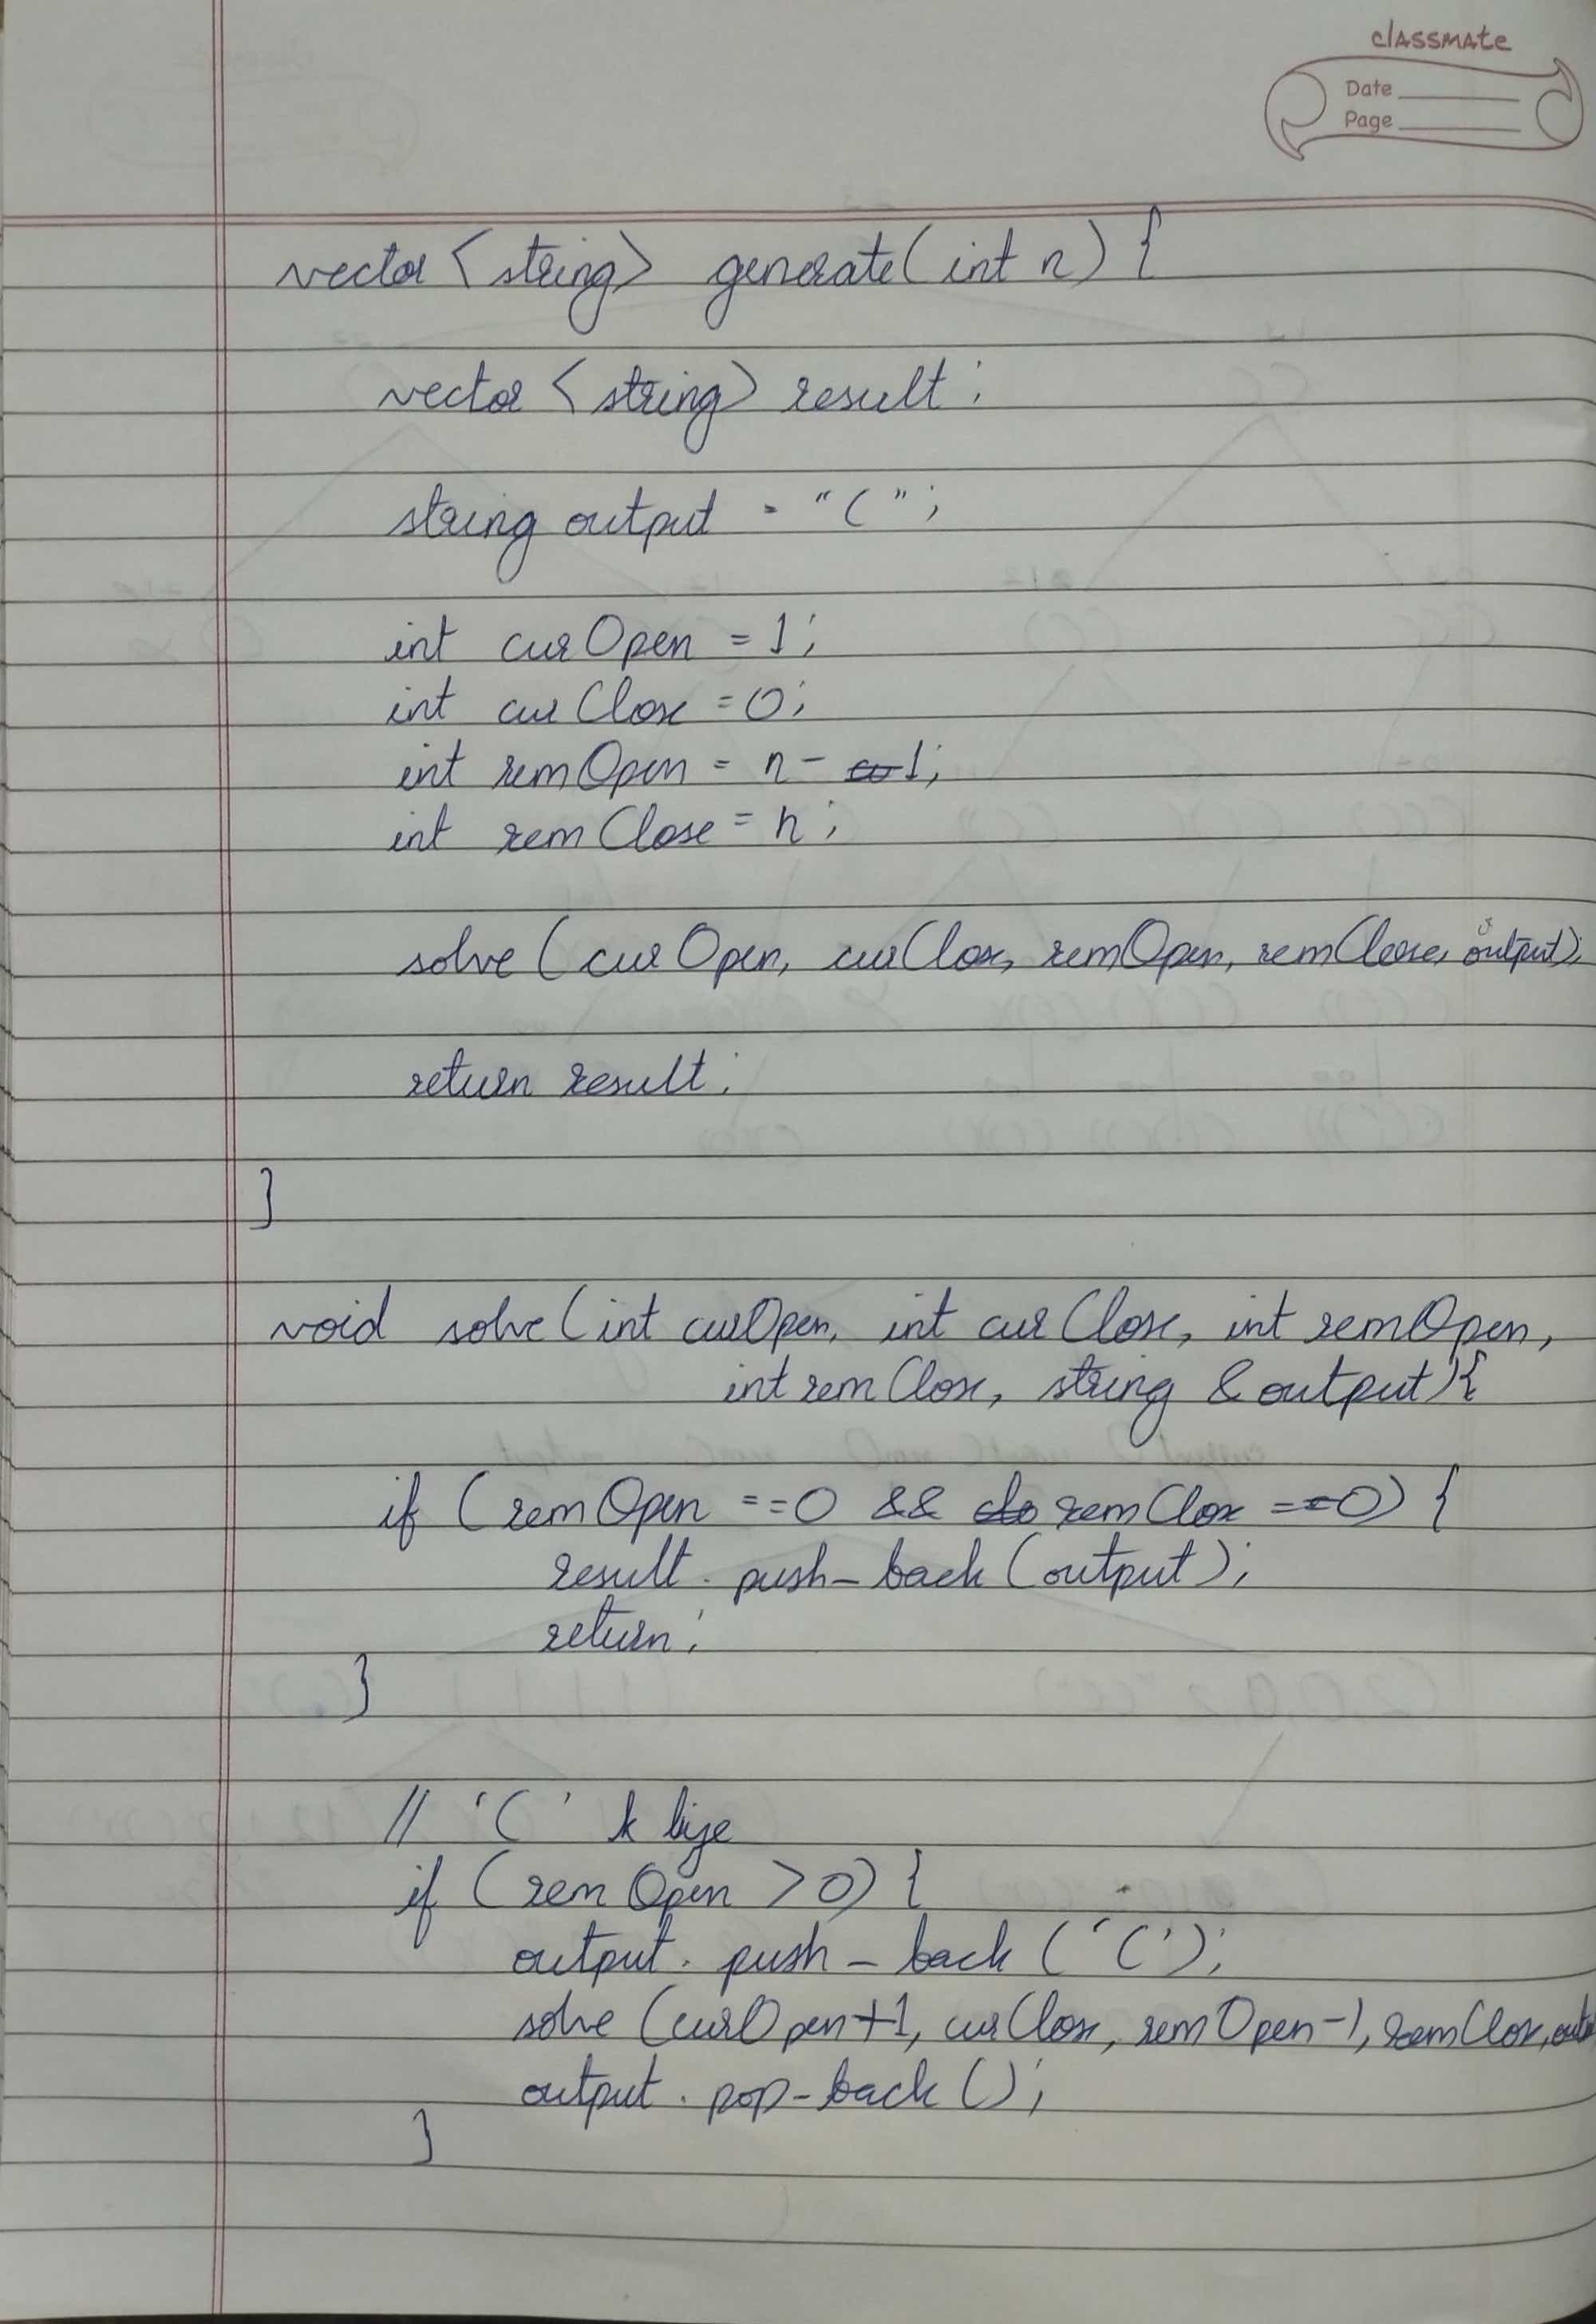 classmate
Date
Page
vector <string> generate(int n) {
vector <string> result;
string output = "(";
int curOpen = 1;
int curClose = 0;
int remOpen = n - 1;
int remClose = n;
solve (curOpen, curClose, remOpen, remClose, output);
return result;
}
void solve (int curOpen, int curClose, int remOpen,
int remClose, string &output){
if (remOpen ==0 && remClose ==0) {
result.push_back(output);
return;
}
// '(' k liye
if (remOpen >0) {
output.push_back('(');
solve (curOpen+1, curClose, remOpen-1, remClose,
output.pop_back();
}